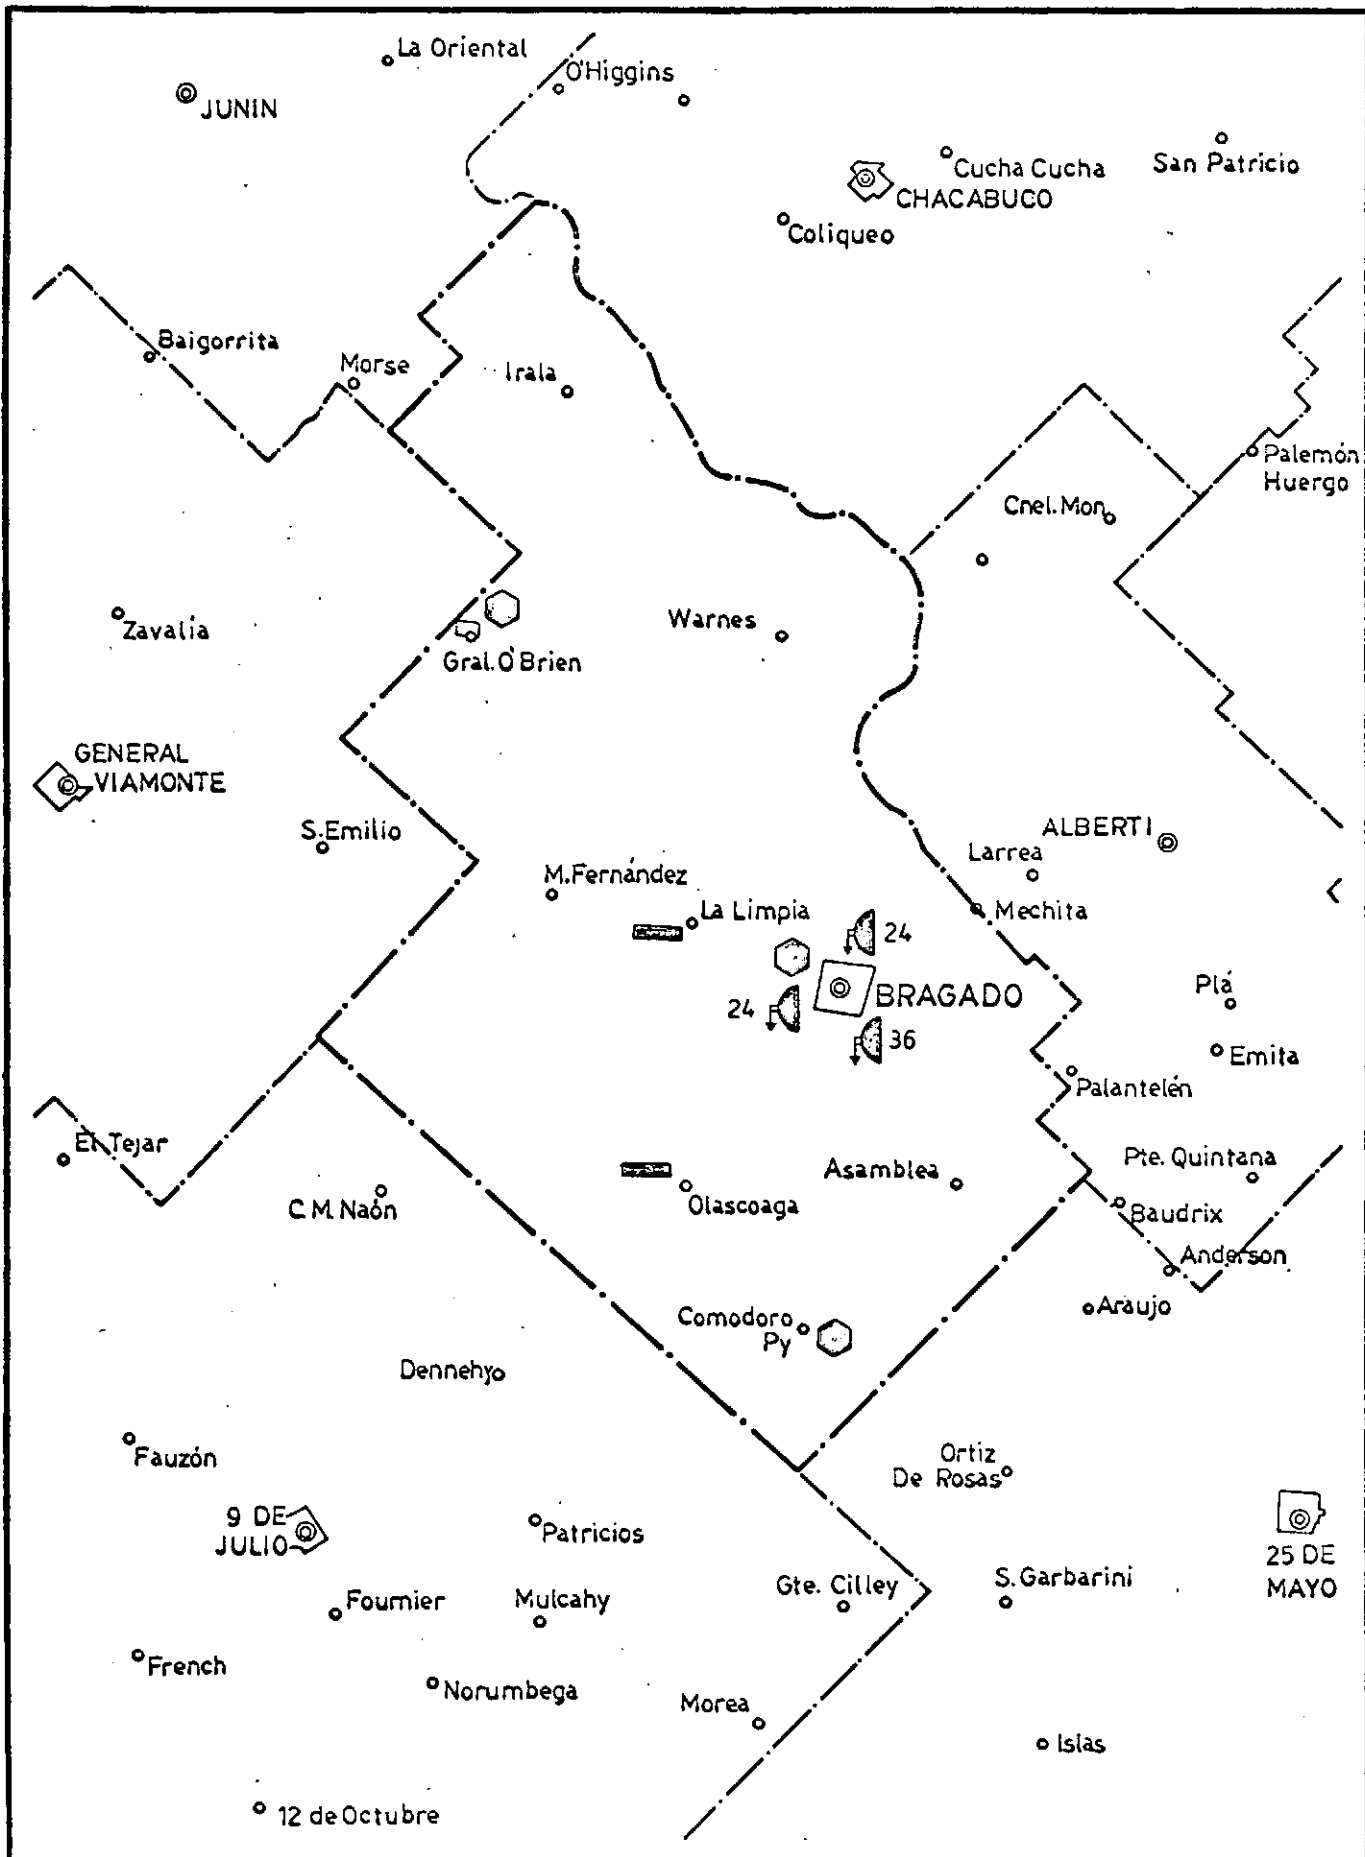 La Oriental
O'Higgins
JUNIN
Cucha Cucha
San Patricio
CHACABUCO
Coliqueo
Baigorrita
Morse
Irala
Palemón
Huergo
Cnel. Mon
Zavalía
Warnes
Gral. O'Brien
GENERAL
VIAMONTE
S. Emilio
ALBERTI
Larrea
M. Fernández
La Limpia
Mechita
24
BRAGADO
Plá
24
36
Emita
Palantelén
El Tejar
Asamblea
Pte. Quintana
C.M. Naón
Olascoaga
Baudrix
Anderson
Araujo
Comodoro
Py
Dennehy
Fauzón
Ortiz
De Rosas
9 DE
JULIO
Patricios
25 DE
MAYO
Gte. Cilley
S. Garbarini
Fournier
Mulcahy
French
Norumbega
Morea
Islas
12 de Octubre